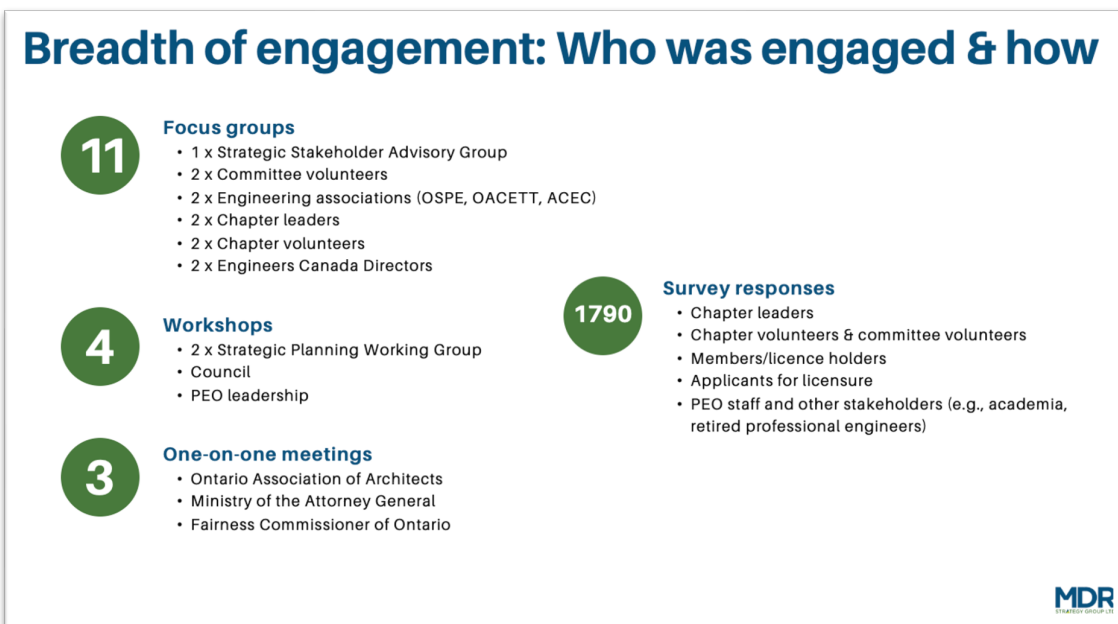 Breadth of engagement: Who was engaged & how
11
Focus groups
• 1 x Strategic Stakeholder Advisory Group
• 2 x Committee volunteers
• 2 x Engineering associations (OSPE, OACETT, ACEC)
• 2 x Chapter leaders
• 2 x Chapter volunteers
• 2 x Engineers Canada Directors
4
Workshops
• 2 x Strategic Planning Working Group
• Council
• PEO leadership
3
One-on-one meetings
• Ontario Association of Architects
• Ministry of the Attorney General
• Fairness Commissioner of Ontario
1790
Survey responses
• Chapter leaders
• Chapter volunteers & committee volunteers
• Members/licence holders
• Applicants for licensure
• PEO staff and other stakeholders (e.g., academia,
retired professional engineers)
MDR
STRATEGY GROUP LT